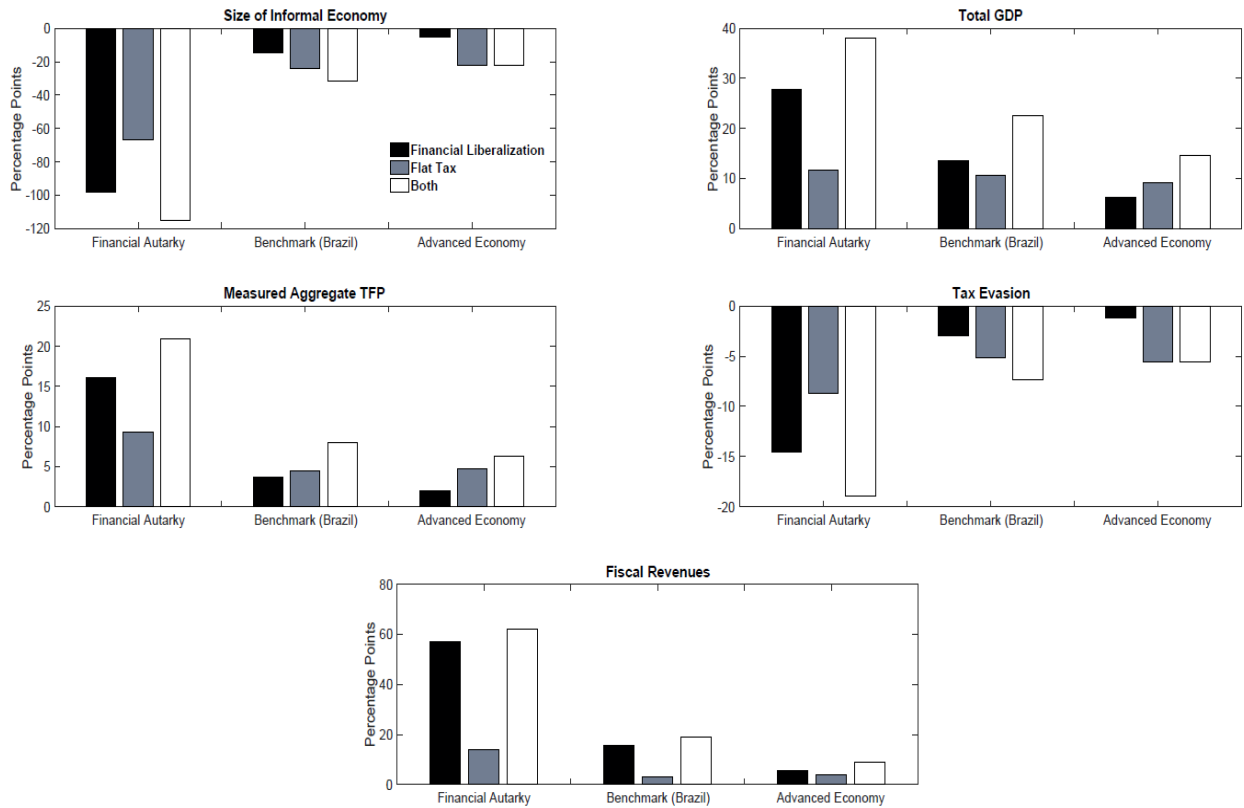 Size of Informal Economy
Percentage Points
0
-20
-40
-60
-80
-100
-120
Financial Liberalization
Flat Tax
Both
Financial Autarky
Benchmark (Brazil)
Advanced Economy
Total GDP
Percentage Points
40
30
20
10
0
Financial Autarky
Benchmark (Brazil)
Advanced Economy
Measured Aggregate TFP
Percentage Points
25
20
15
10
5
0
Financial Autarky
Benchmark (Brazil)
Advanced Economy
Tax Evasion
Percentage Points
0
-5
-10
-15
-20
Financial Autarky
Benchmark (Brazil)
Advanced Economy
Fiscal Revenues
Percentage Points
80
60
40
20
0
Financial Autarky
Benchmark (Brazil)
Advanced Economy